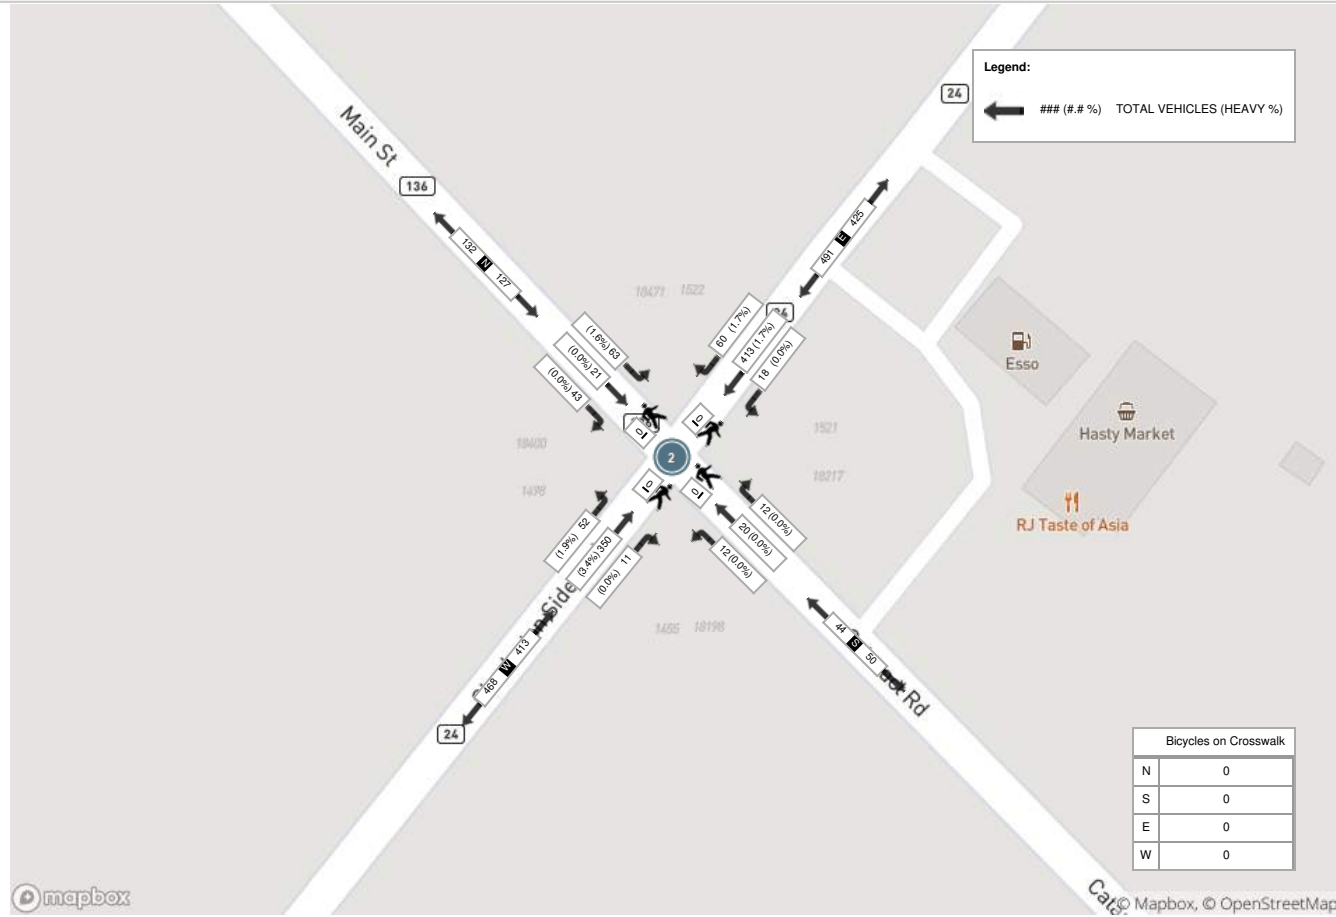 Legend:
### (#.# %) TOTAL VEHICLES (HEAVY %)
24
Main St
136
132 N 127
491 E 425
18471 1522
60 (1.7%)
413 (1.7%)
18 (0.0%)
(1.6%) 63
(0.0%) 21
(0.0%) 43
Esso
Hasty Market
RJ Taste of Asia
18400
1498
1521
18217
0
0
2
0
0
(1.9%) 52
(3.4%) 350
(0.0%) 11
12 (0.0%)
20 (0.0%)
12 (0.0%)
1455 18198
Side
468 W 413
44 S 50
Rd
24
Bicycles on Crosswalk
N 0
S 0
E 0
W 0
mapbox
© Mapbox, © OpenStreetMap